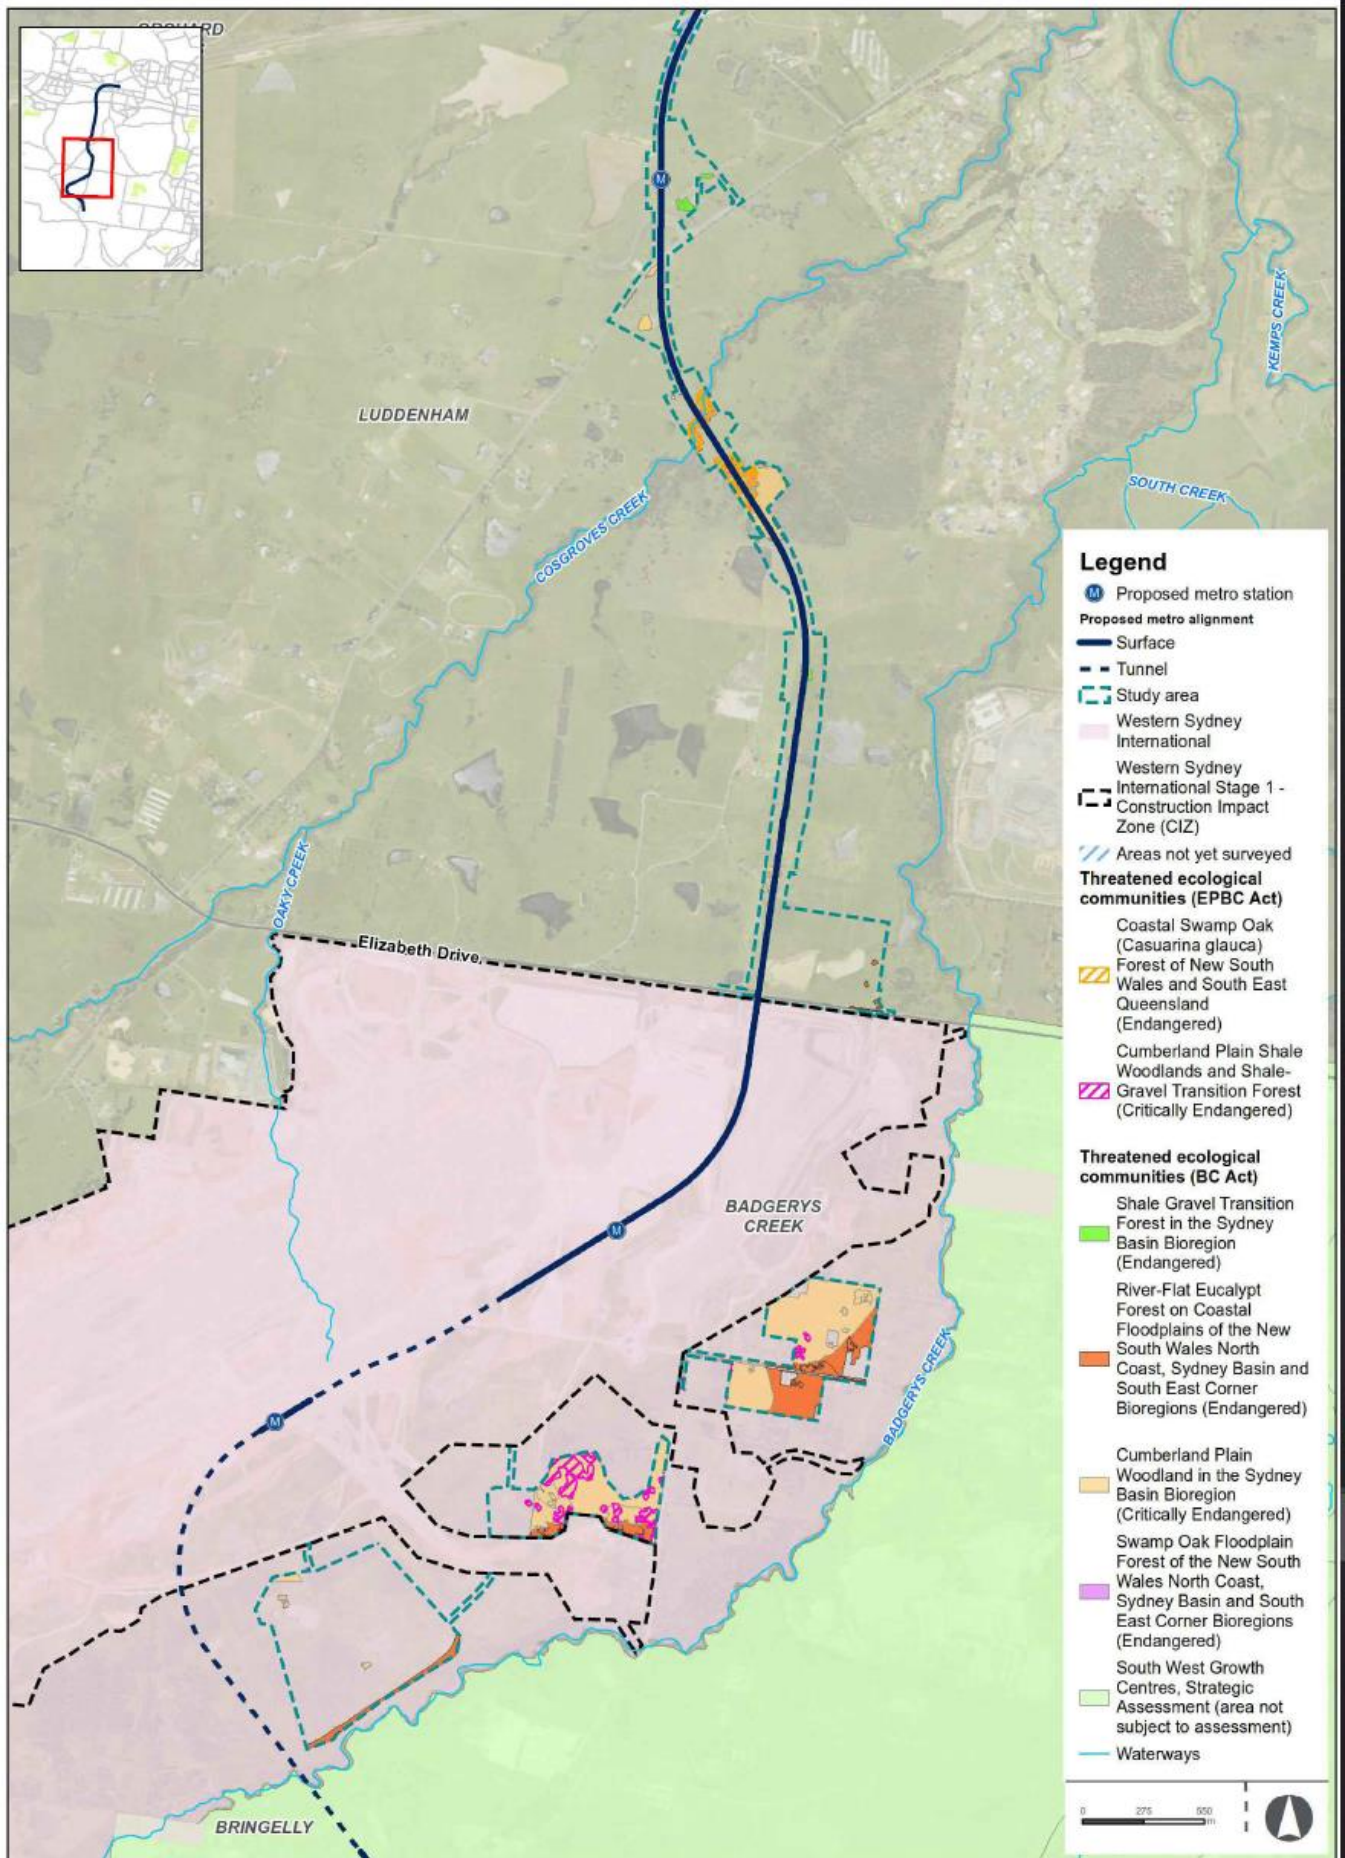 ORCHARD
M
LUDDENHAM
COSGROVES CREEK
KEMPS CREEK
SOUTH CREEK
OAKY CREEK
Elizabeth Drive
BADGERYS
CREEK
M
BADGERYS CREEK
M
BRINGELLY
Legend
M Proposed metro station
Proposed metro alignment
Surface
Tunnel
Study area
Western Sydney
International
Western Sydney
International Stage 1 -
Construction Impact
Zone (CIZ)
Areas not yet surveyed
Threatened ecological
communities (EPBC Act)
Coastal Swamp Oak
(Casuarina glauca)
Forest of New South
Wales and South East
Queensland
(Endangered)
Cumberland Plain Shale
Woodlands and Shale-
Gravel Transition Forest
(Critically Endangered)
Threatened ecological
communities (BC Act)
Shale Gravel Transition
Forest in the Sydney
Basin Bioregion
(Endangered)
River-Flat Eucalypt
Forest on Coastal
Floodplains of the New
South Wales North
Coast, Sydney Basin and
South East Corner
Bioregions (Endangered)
Cumberland Plain
Woodland in the Sydney
Basin Bioregion
(Critically Endangered)
Swamp Oak Floodplain
Forest of the New South
Wales North Coast,
Sydney Basin and South
East Corner Bioregions
(Endangered)
South West Growth
Centres, Strategic
Assessment (area not
subject to assessment)
Waterways
0 275 550
m